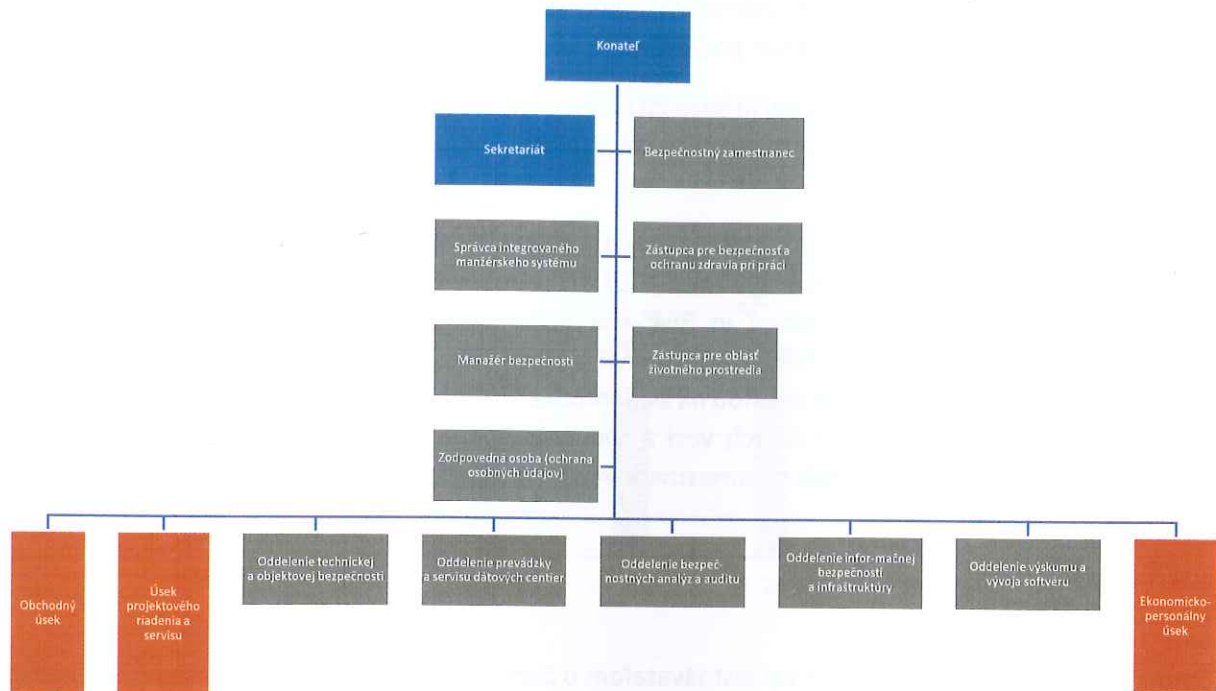 Konateľ
Sekretariát
Bezpečnostný zamestnanec
Správca integrovaného
manžérskeho systému
Zástupca pre bezpečnosť a
ochranu zdravia pri práci
Manažér bezpečnosti
Zástupca pre oblasť
životného prostredia
Zodpovedná osoba (ochrana
osobných údajov)
Obchodný
úsek
Úsek
projektového
riadenia a
servisu
Oddelenie technickej
a objektovej bezpečnosti
Oddelenie prevádzky
a servisu dátových centier
Oddelenie bezpeč-
nostných analýz a auditu
Oddelenie infor-mačnej
bezpečnosti
a infraštruktúry
Oddelenie výskumu a
vývoja softvéru
Ekonomicko-
personálny
úsek